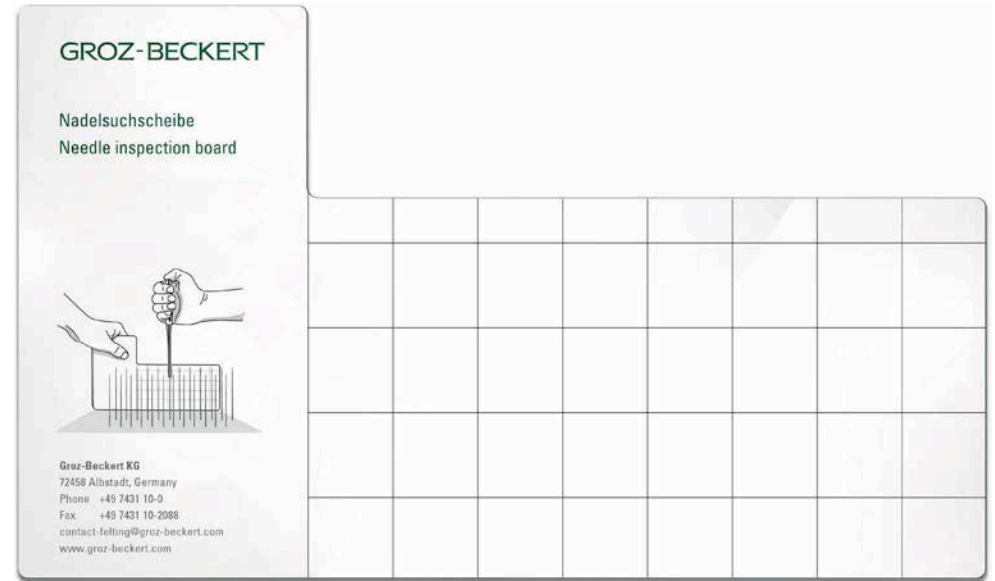 GROZ-BECKERT
Nadelsuchscheibe
Needle inspection board
Groz-Beckert KG
72458 Albstadt, Germany
Phone +49 7431 10-0
Fax +49 7431 10-2088
contact-felting@groz-beckert.com
www.groz-beckert.com